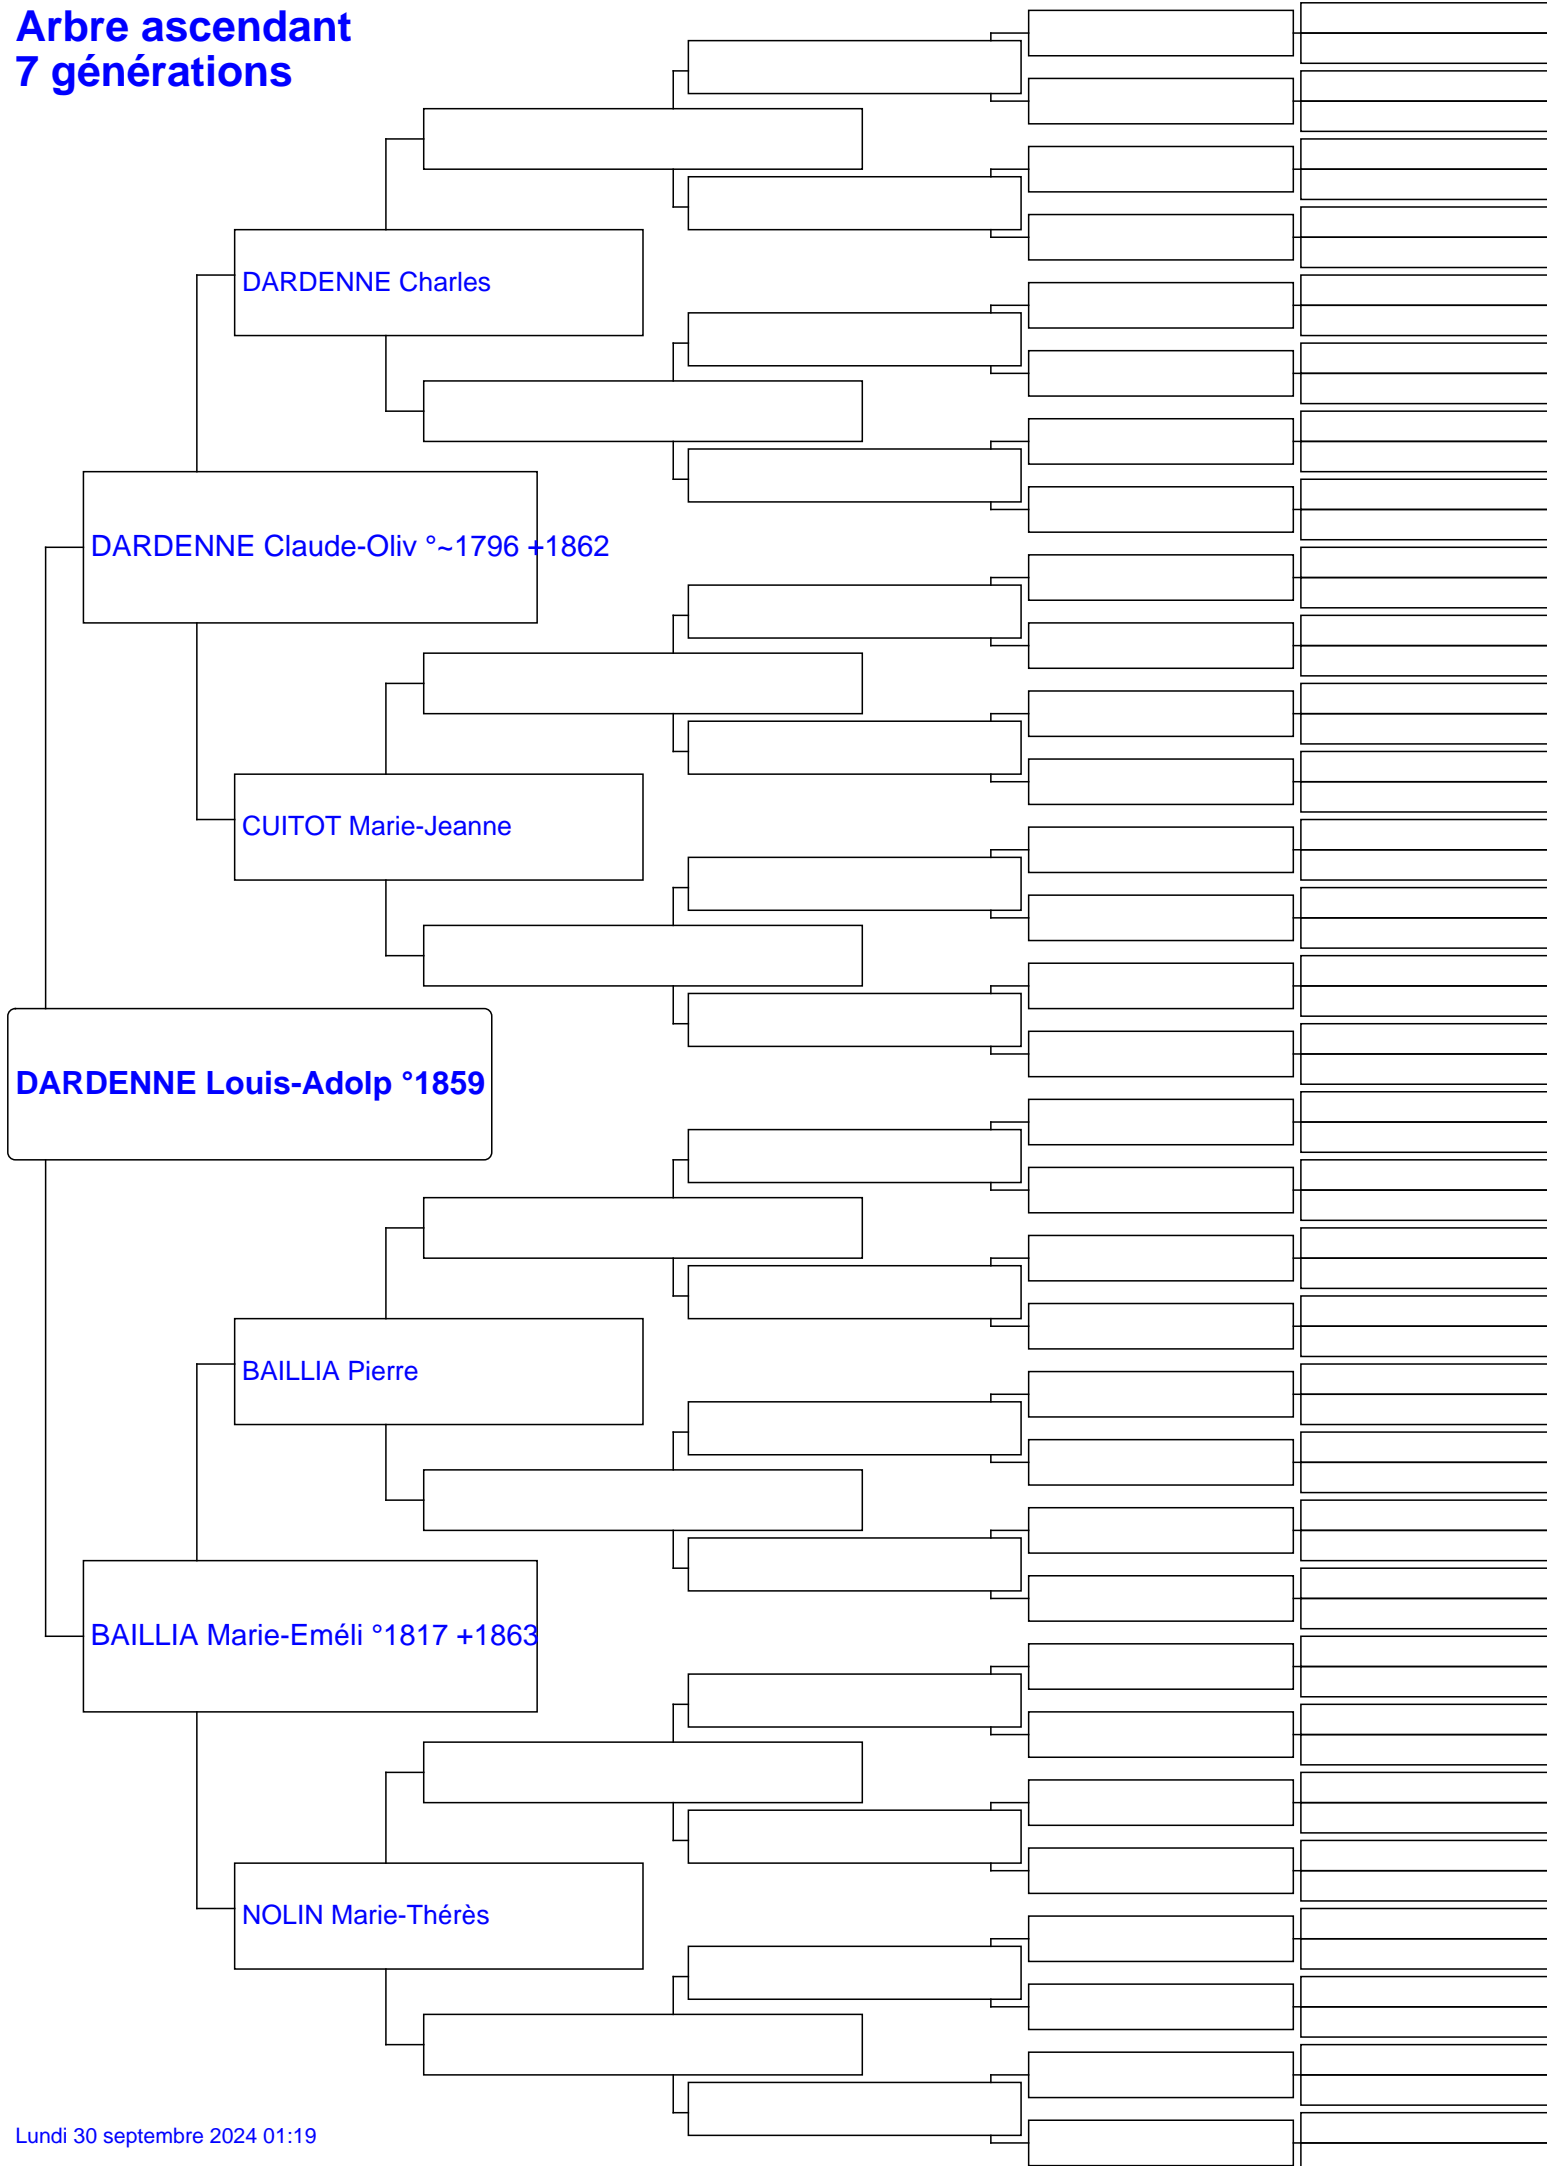 Arbre ascendant
7 générations
DARDENNE Charles
DARDENNE Claude-Oliv °~1796 +1862
CUITOT Marie-Jeanne
DARDENNE Louis-Adolp °1859
BAILLIA Pierre
BAILLIA Marie-Eméli °1817 +1863
NOLIN Marie-Thérès
Lundi 30 septembre 2024 01:19